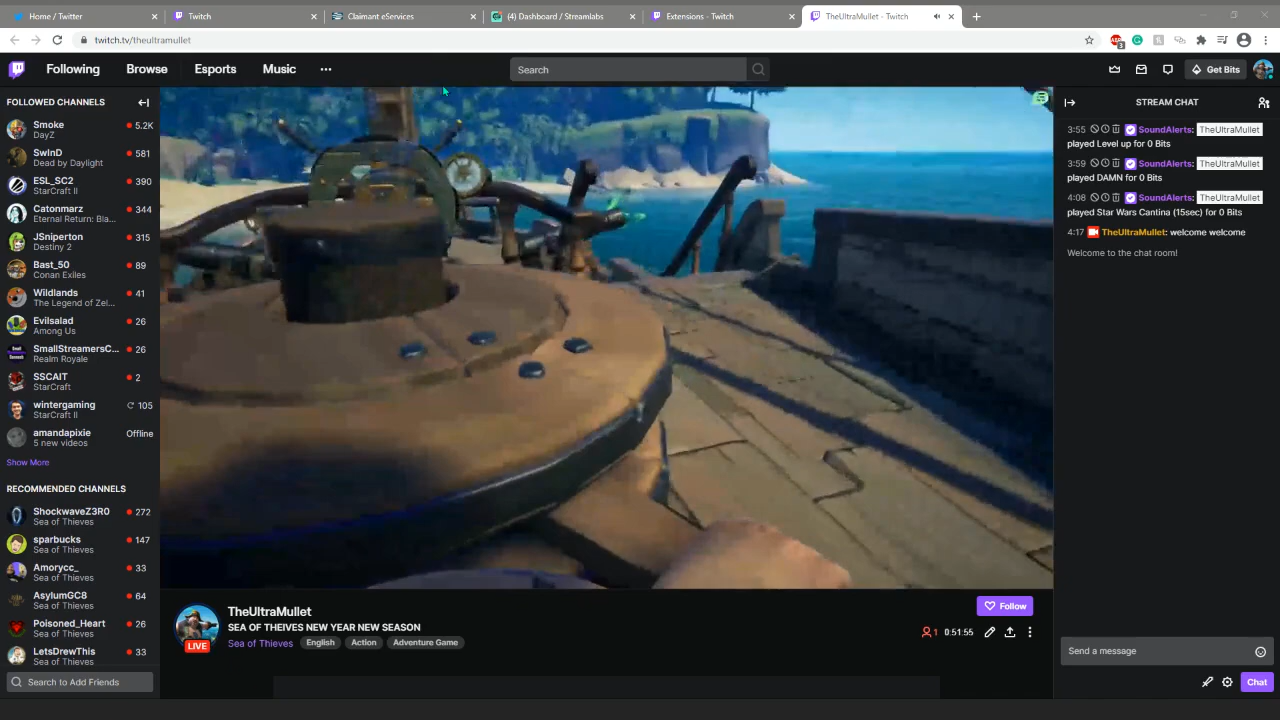 Home / Twitter
Twitch
Claimant eServices
(4) Dashboard / Streamlabs
Extensions - Twitch
TheUltraMullet - Twitch
twitch.tv/theultramullet
3
Following
Browse
Esports
Music
Search
Get Bits
FOLLOWED CHANNELS
Smoke
5.2K
DayZ
SwInD
581
Dead by Daylight
ESL_SC2
390
StarCraft II
Catonmarz
344
Eternal Return: Bla...
JSniperton
315
Destiny 2
Bast_50
89
Conan Exiles
Wildlands
41
The Legend of Zel...
Evilsalad
26
Among Us
SmallStreamersC...
26
Realm Royale
SSCAIT
2
StarCraft
wintergaming
105
StarCraft II
amandapixie
Offline
5 new videos
Show More
RECOMMENDED CHANNELS
ShockwaveZ3R0
272
Sea of Thieves
sparbucks
147
Sea of Thieves
Amorycc_
33
Sea of Thieves
AsylumGC8
64
Sea of Thieves
Poisoned_Heart
23
Sea of Thieves
LetsDrewThis
33
Sea of Thieves
Search to Add Friends
LIVE
TheUltraMullet
SEA OF THEIVES NEW YEAR NEW SEASON
Sea of Thieves
English
Action
Adventure Game
Follow
1
0:51:55
STREAM CHAT
3:55 SoundAlerts: TheUltraMullet
played Level up for 0 Bits
3:59 SoundAlerts: TheUltraMullet
played DAMN for 0 Bits
4:08 SoundAlerts: TheUltraMullet
played Star Wars Cantina (15sec) for 0 Bits
4:17 TheUltraMullet: welcome welcome
Welcome to the chat room!
Send a message
Chat